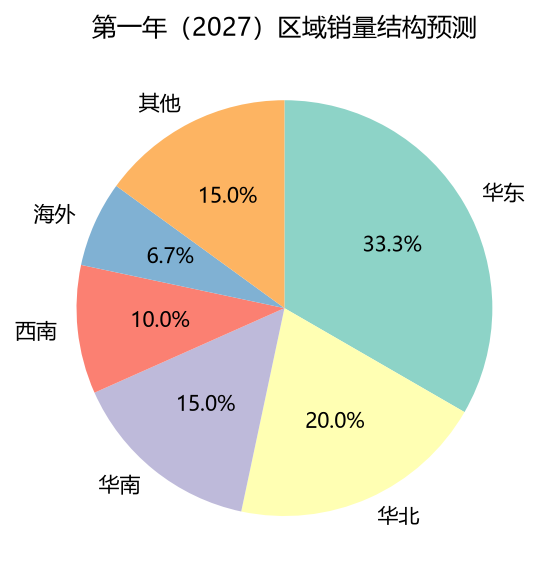 第一年（2027）区域销量结构预测
其他
华东
海外
15.0%
33.3%
6.7%
西南
10.0%
15.0%
20.0%
华南
华北